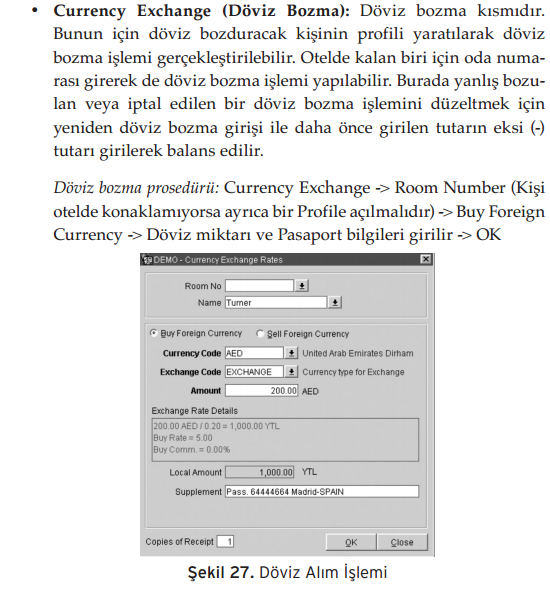 • Currency Exchange (Döviz Bozma): Döviz bozma kısmıdır.
Bunun için döviz bozduracak kişinin profili yaratılarak döviz
bozma işlemi gerçekleştirilebilir. Otelde kalan biri için oda numa-
rası girerek de döviz bozma işlemi yapılabilir. Burada yanlış bozu-
lan veya iptal edilen bir döviz bozma işlemini düzeltmek için
yeniden döviz bozma girişi ile daha önce girilen tutarın eksi (-)
tutarı girilerek balans edilir.
Döviz bozma prosedürü: Currency Exchange -> Room Number (Kişi
otelde konaklamıyorsa ayrıca bir Profile açılmalıdır) -> Buy Foreign
Currency -> Döviz miktarı ve Pasaport bilgileri girilir -> OK
DEMO - Currency Exchange Rates
Room No
Name Turner
Buy Foreign Currency Sell Foreign Currency
Currency Code AED United Arab Emirates Dirham
Exchange Code EXCHANGE Currency type for Exchange
Amount 200.00 AED
Exchange Rate Details
200.00 AED / 0.20 = 1,000.00 YTL
Buy Rate = 5.00
Buy Comm. = 0.00%
Local Amount 1,000.00 YTL
Supplement Pass. 64444664 Madrid-SPAIN
Copies of Receipt 1 OK Close
Şekil 27. Döviz Alım İşlemi